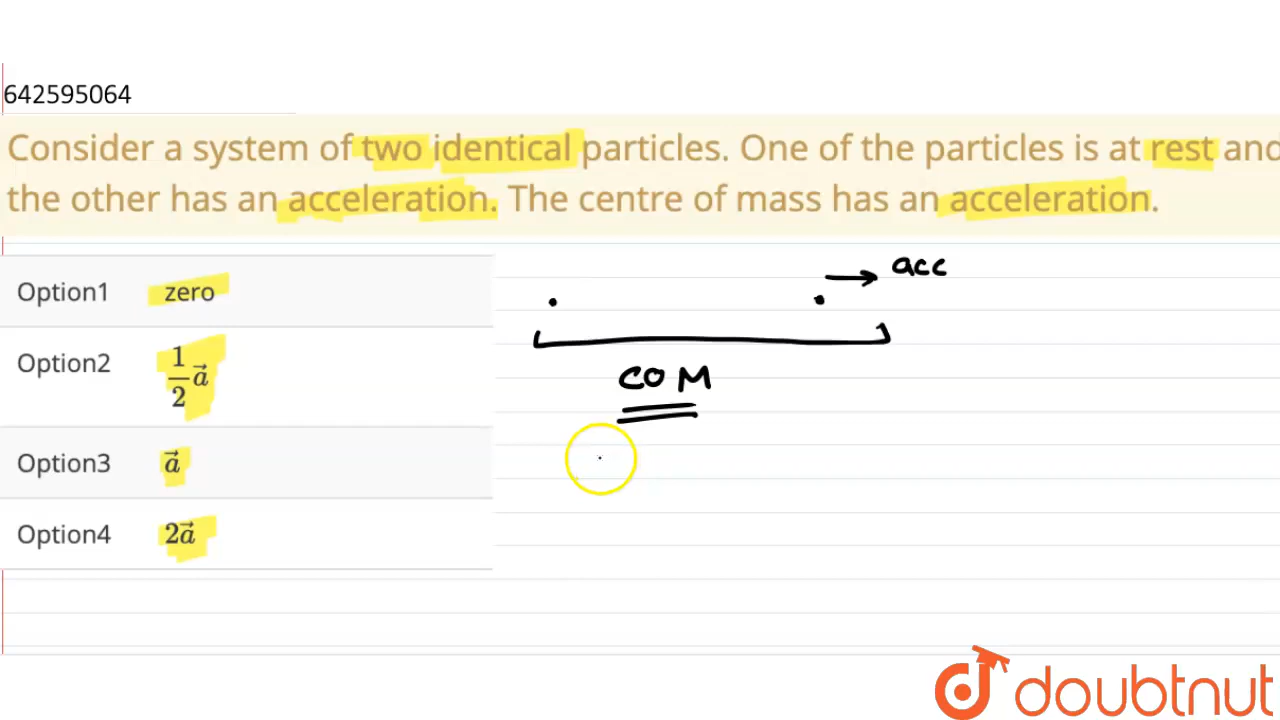 642595064
Consider a system of two identical particles. One of the particles is at rest and
the other has an acceleration. The centre of mass has an acceleration.
Option1 zero
Option2 1/2 a⃗
Option3 a⃗
Option4 2a⃗
acc
COM
doubtnut